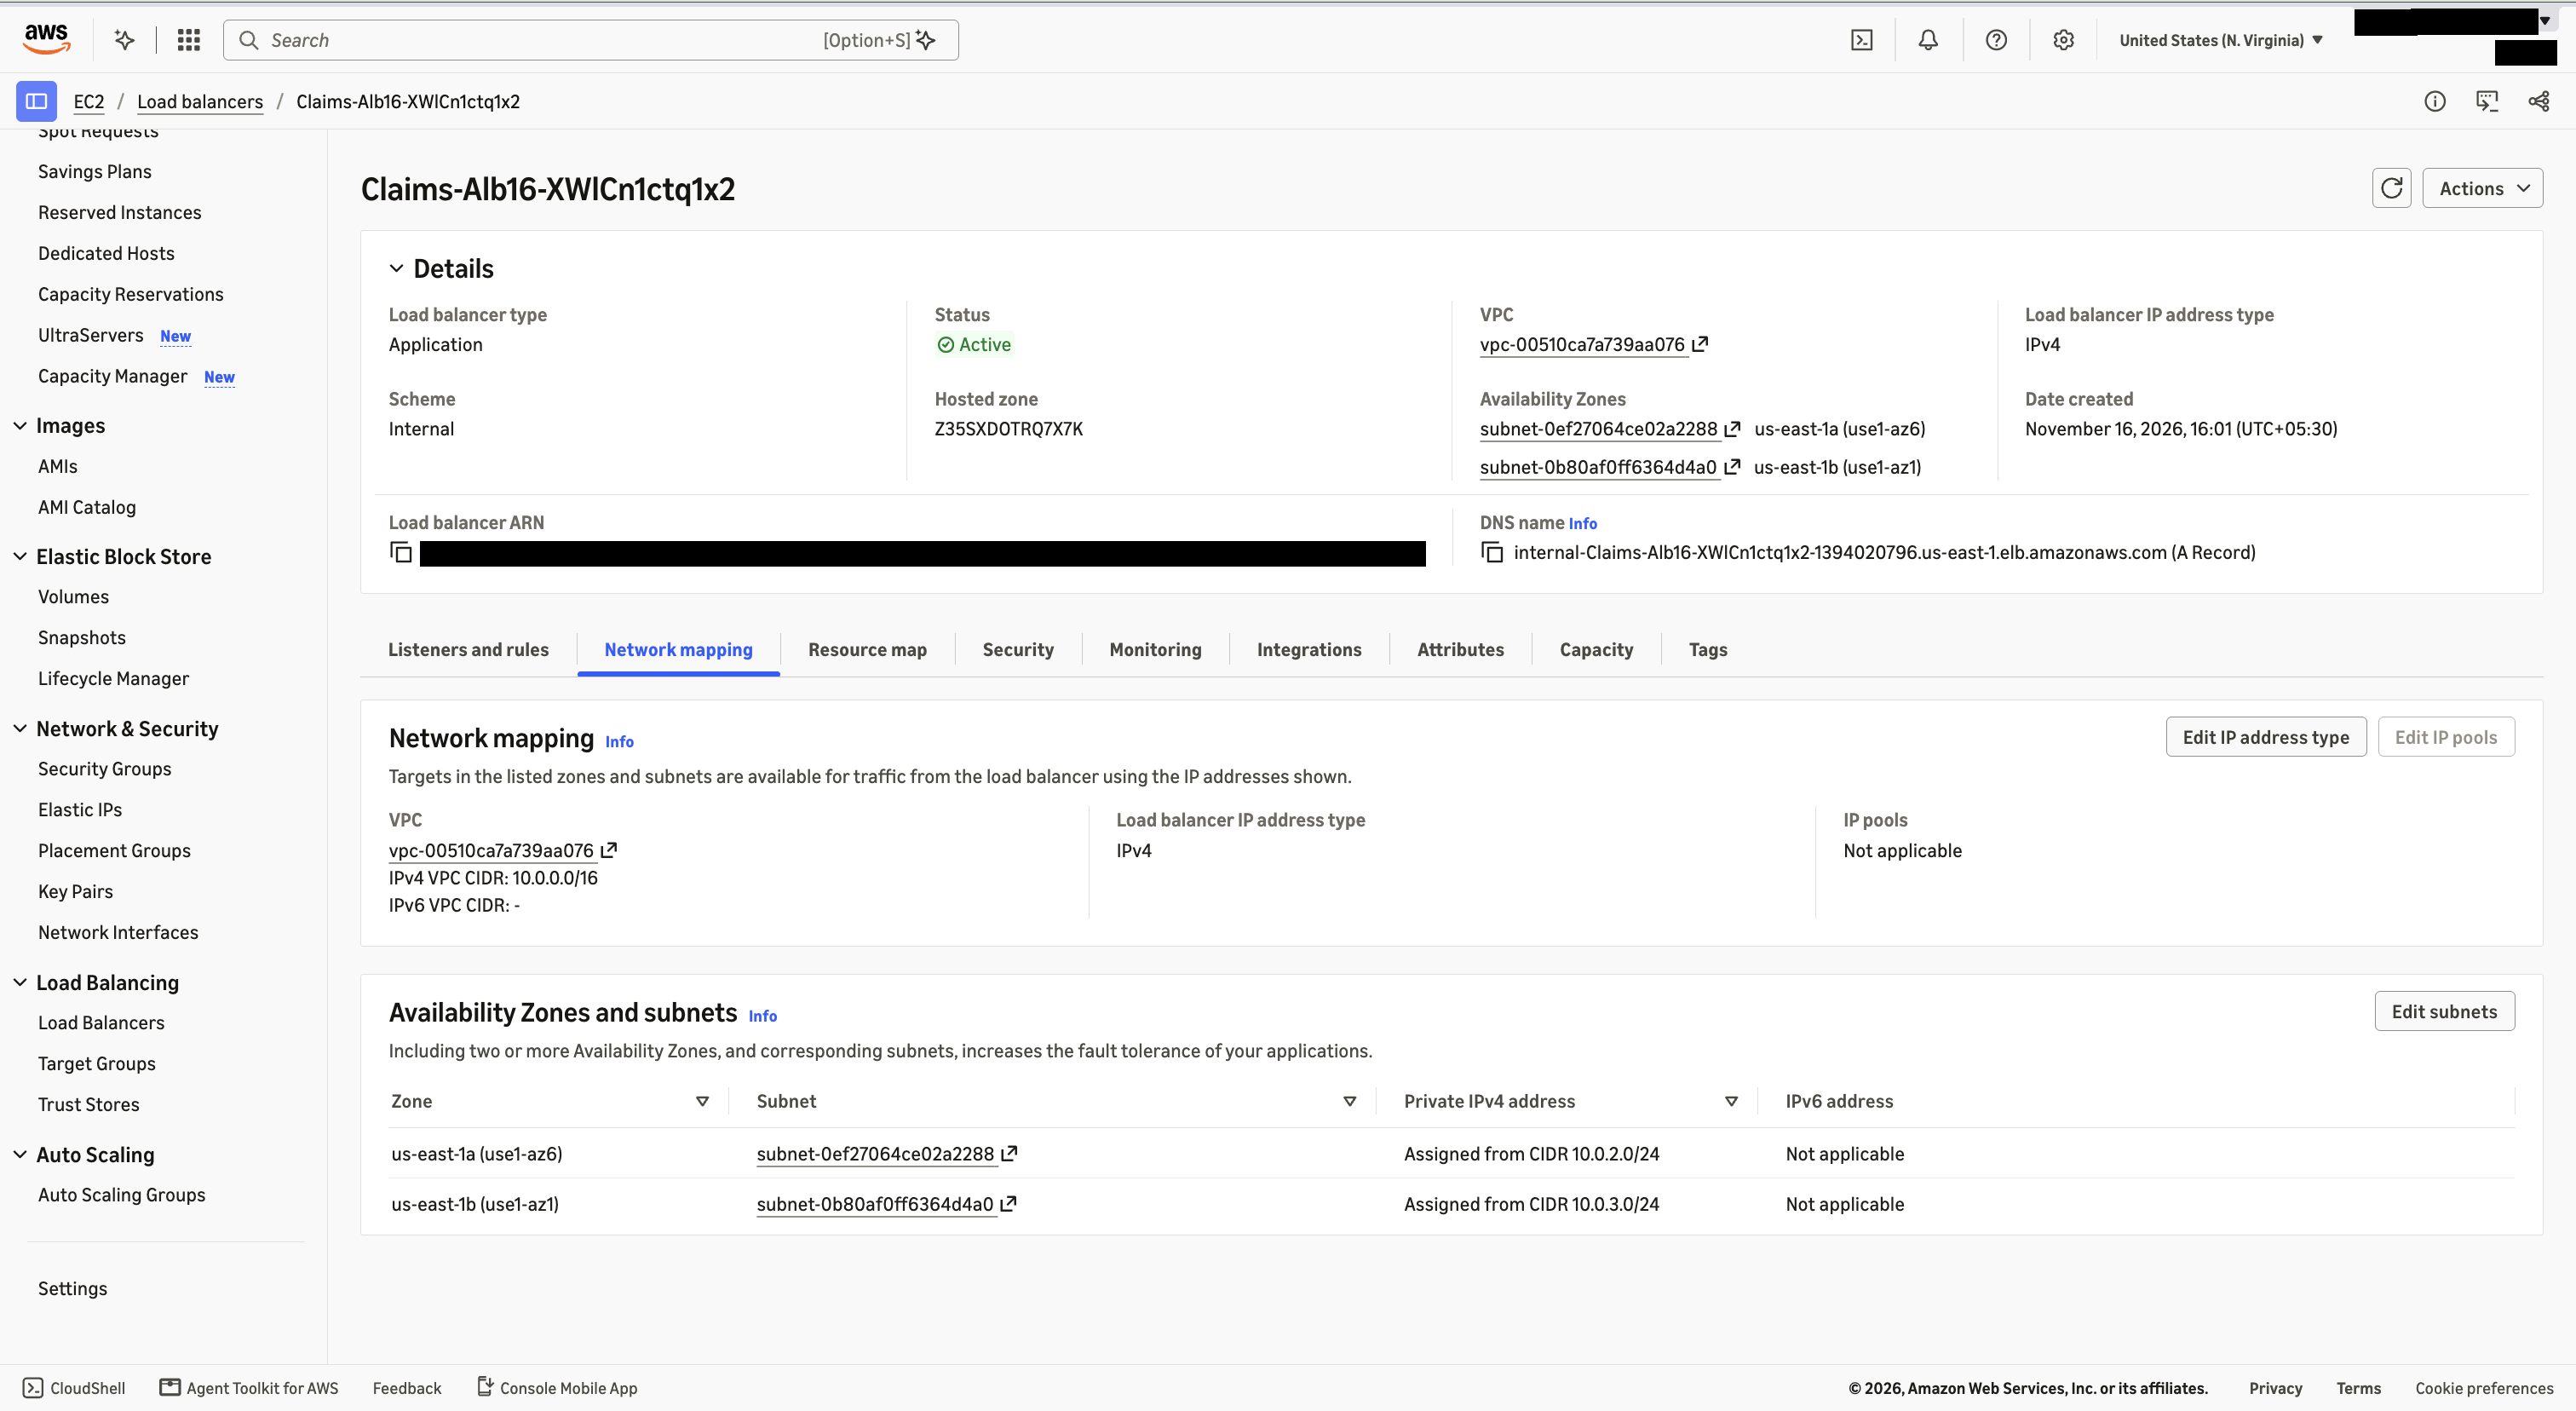 aws
Search [Option+S]
United States (N. Virginia)
EC2 / Load balancers / Claims-Alb16-XWlCn1ctq1x2
Spot Requests
Savings Plans
Reserved Instances
Dedicated Hosts
Capacity Reservations
UltraServers New
Capacity Manager New
Images
AMIs
AMI Catalog
Elastic Block Store
Volumes
Snapshots
Lifecycle Manager
Network & Security
Security Groups
Elastic IPs
Placement Groups
Key Pairs
Network Interfaces
Load Balancing
Load Balancers
Target Groups
Trust Stores
Auto Scaling
Auto Scaling Groups
Settings
Claims-Alb16-XWlCn1ctq1x2
Actions
Details
Load balancer type
Application
Status
Active
VPC
vpc-00510ca7a739aa076
Load balancer IP address type
IPv4
Scheme
Internal
Hosted zone
Z35SXDOTRQ7X7K
Availability Zones
subnet-0ef27064ce02a2288 us-east-1a (use1-az6)
subnet-0b80af0ff6364d4a0 us-east-1b (use1-az1)
Date created
November 16, 2026, 16:01 (UTC+05:30)
Load balancer ARN
DNS name Info
internal-Claims-Alb16-XWlCn1ctq1x2-1394020796.us-east-1.elb.amazonaws.com (A Record)
Listeners and rules Network mapping Resource map Security Monitoring Integrations Attributes Capacity Tags
Network mapping Info
Edit IP address type Edit IP pools
Targets in the listed zones and subnets are available for traffic from the load balancer using the IP addresses shown.
VPC
vpc-00510ca7a739aa076
IPv4 VPC CIDR: 10.0.0.0/16
IPv6 VPC CIDR: -
Load balancer IP address type
IPv4
IP pools
Not applicable
Availability Zones and subnets Info
Edit subnets
Including two or more Availability Zones, and corresponding subnets, increases the fault tolerance of your applications.
Zone Subnet Private IPv4 address IPv6 address
us-east-1a (use1-az6) subnet-0ef27064ce02a2288 Assigned from CIDR 10.0.2.0/24 Not applicable
us-east-1b (use1-az1) subnet-0b80af0ff6364d4a0 Assigned from CIDR 10.0.3.0/24 Not applicable
CloudShell Agent Toolkit for AWS Feedback Console Mobile App
© 2026, Amazon Web Services, Inc. or its affiliates. Privacy Terms Cookie preferences